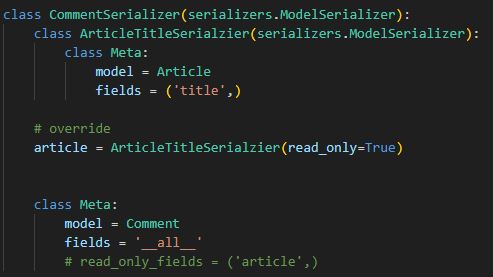 class CommentSerializer(serializers.ModelSerializer):
    class ArticleTitleSerialzier(serializers.ModelSerializer):
        class Meta:
            model = Article
            fields = ('title',)

    # override
    article = ArticleTitleSerialzier(read_only=True)


    class Meta:
        model = Comment
        fields = '__all__'
        # read_only_fields = ('article',)